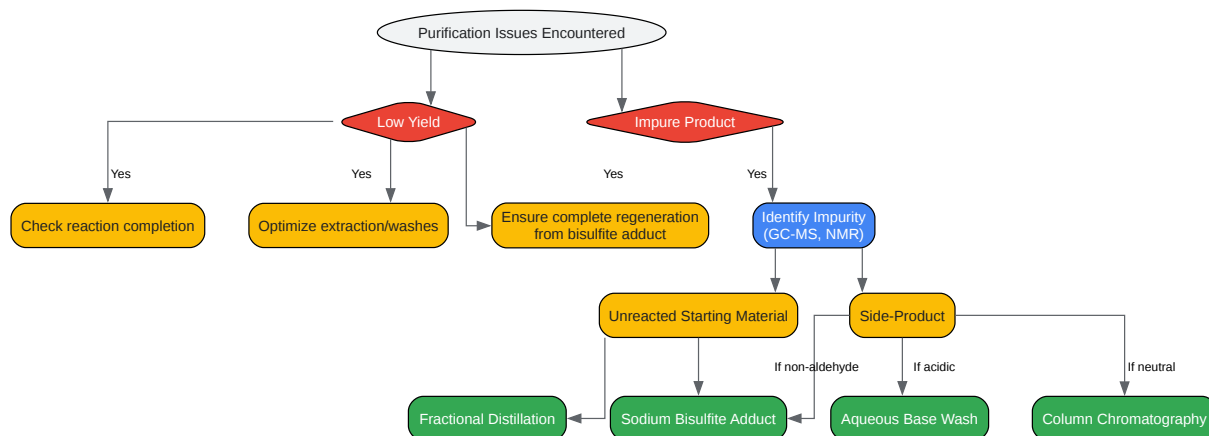 Purification Issues Encountered
Low Yield
Impure Product
Yes
Yes
Yes
Yes
Check reaction completion
Optimize extraction/washes
Ensure complete regeneration
from bisulfite adduct
Identify Impurity
(GC-MS, NMR)
Unreacted Starting Material
Side-Product
If non-aldehyde
If acidic
If neutral
Fractional Distillation
Sodium Bisulfite Adduct
Aqueous Base Wash
Column Chromatography